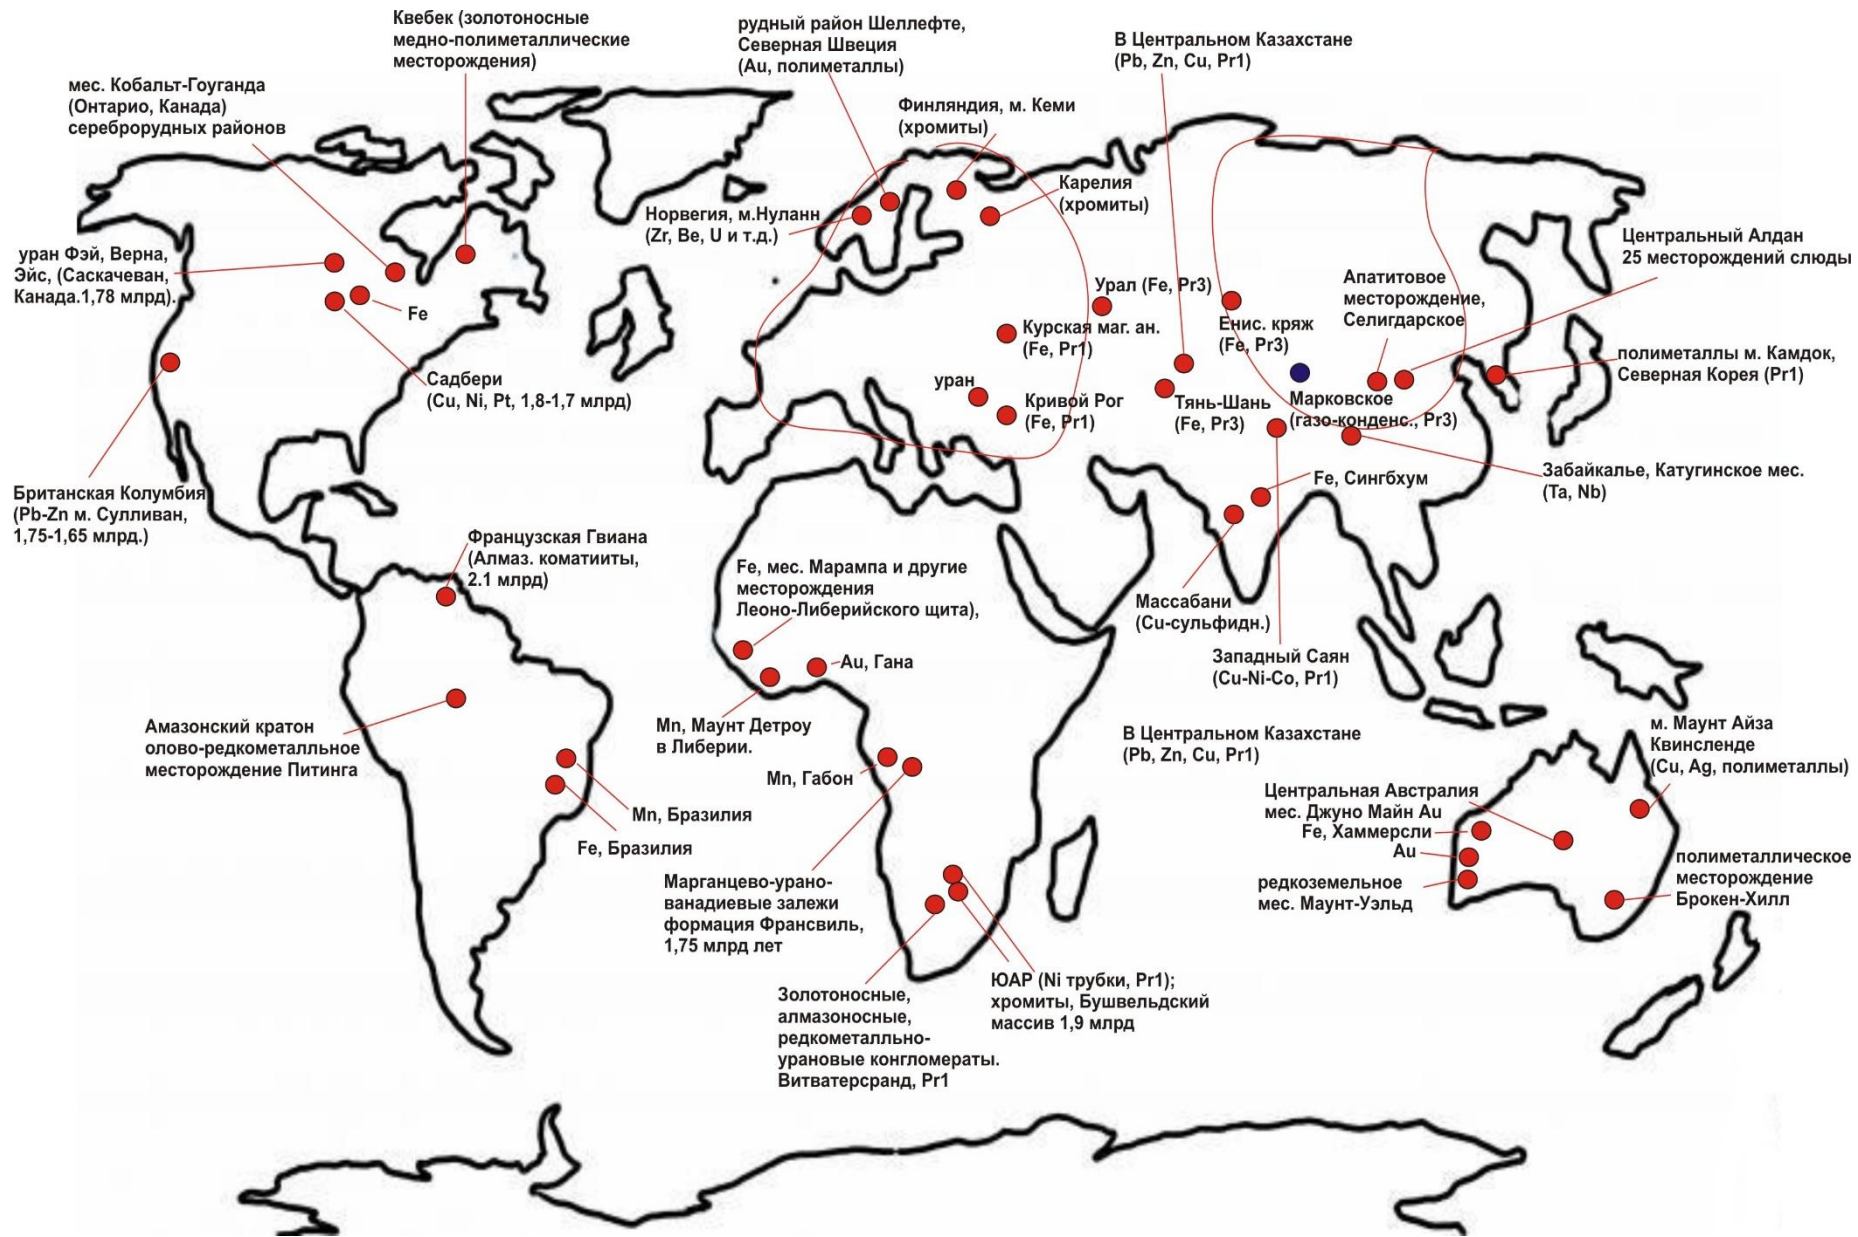 Квебек (золотоносные
медно-полиметаллические
месторождения)
рудный район Шеллефте,
Северная Швеция
(Au, полиметаллы)
В Центральном Казахстане
(Pb, Zn, Cu, Pr1)
мес. Кобальт-Гоуганда
(Онтарио, Канада)
сереброрудных районов
Финляндия, м. Кеми
(хромиты)
Карелия
(хромиты)
Норвегия, м.Нуланн
(Zr, Be, U и т.д.)
уран Фэй, Верна,
Эйс, (Саскачеван,
Канада.1,78 млрд).
Fe
Садбери
(Cu, Ni, Pt, 1,8-1,7 млрд)
Британская Колумбия
(Pb-Zn м. Сулливан,
1,75-1,65 млрд.)
Урал (Fe, Pr3)
Курская маг. ан.
(Fe, Pr1)
уран
Кривой Рог
(Fe, Pr1)
Енис. кряж
(Fe, Pr3)
Тянь-Шань
(Fe, Pr3)
Марковское
(газо-конденс., Pr3)
Апатитовое
месторождение,
Селигдарское
Центральный Алдан
25 месторождений слюды
полиметаллы м. Камдок,
Северная Корея (Pr1)
Забайкалье, Катугинское мес.
(Ta, Nb)
Fe, Сингбхум
Массабани
(Cu-сульфидн.)
Западный Саян
(Cu-Ni-Co, Pr1)
Французская Гвиана
(Алмаз. коматииты,
2.1 млрд)
Fe, мес. Марампа и другие
месторождения
Леоно-Либерийского щита),
Au, Гана
Mn, Маунт Детроу
в Либерии.
Амазонский кратон
олово-редкометалльное
месторождение Питинга
Mn, Бразилия
Fe, Бразилия
Mn, Габон
Марганцево-урано-
ванадиевые залежи
формация Франсвиль,
1,75 млрд лет
В Центральном Казахстане
(Pb, Zn, Cu, Pr1)
м. Маунт Айза
Квинсленде
(Cu, Ag, полиметаллы)
Центральная Австралия
мес. Джуно Майн Au
Fe, Хаммерсли
Au
редкоземельное
мес. Маунт-Уэльд
полиметаллическое
месторождение
Брокен-Хилл
Золотоносные,
алмазоносные,
редкометалльно-
урановые конгломераты.
Витватерсранд, Pr1
ЮАР (Ni трубки, Pr1);
хромиты, Бушвельдский
массив 1,9 млрд